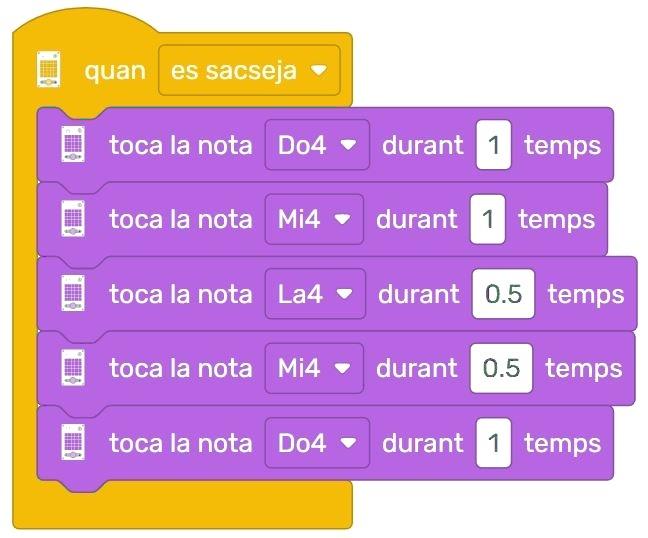 quan es sacseja
toca la nota Do4 durant 1 temps
toca la nota Mi4 durant 1 temps
toca la nota La4 durant 0.5 temps
toca la nota Mi4 durant 0.5 temps
toca la nota Do4 durant 1 temps